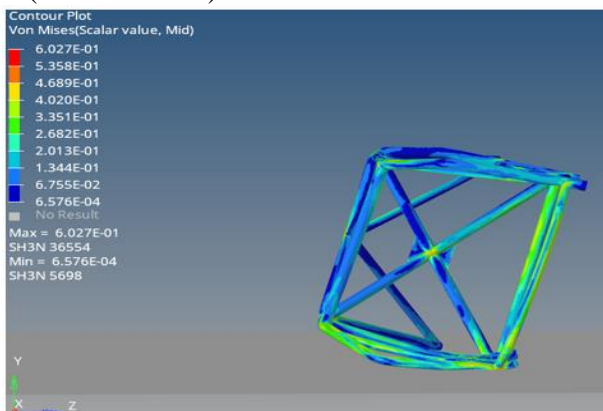 Contour Plot
Von Mises(Scalar value, Mid)
6.027E-01
5.358E-01
4.689E-01
4.020E-01
3.351E-01
2.682E-01
2.013E-01
1.344E-01
6.755E-02
6.576E-04
No Result
Max = 6.027E-01
SH3N 36554
Min = 6.576E-04
SH3N 5698
Y
X Z